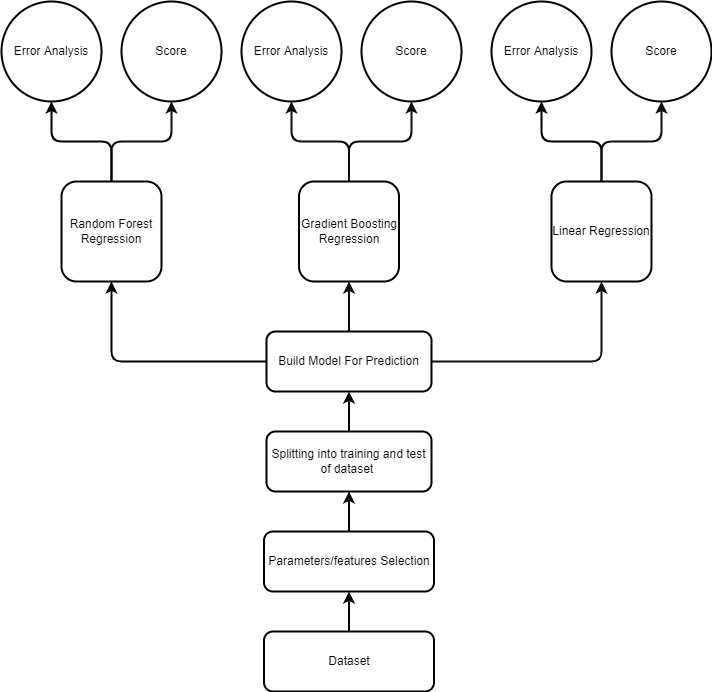 Error Analysis
Score
Error Analysis
Score
Error Analysis
Score
Random Forest
Regression
Gradient Boosting
Regression
Linear Regression
Build Model For Prediction
Splitting into training and test
of dataset
Parameters/features Selection
Dataset